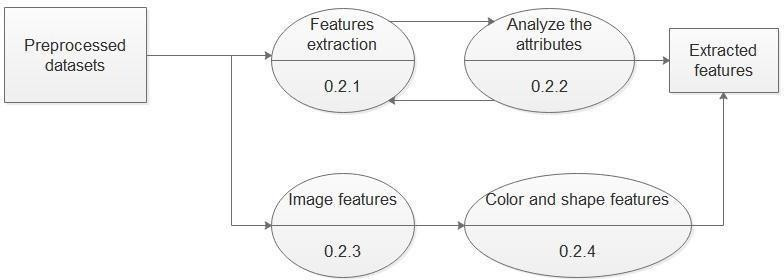 Preprocessed
datasets
Features
extraction
0.2.1
Analyze the
attributes
0.2.2
Extracted
features
Image features
0.2.3
Color and shape features
0.2.4